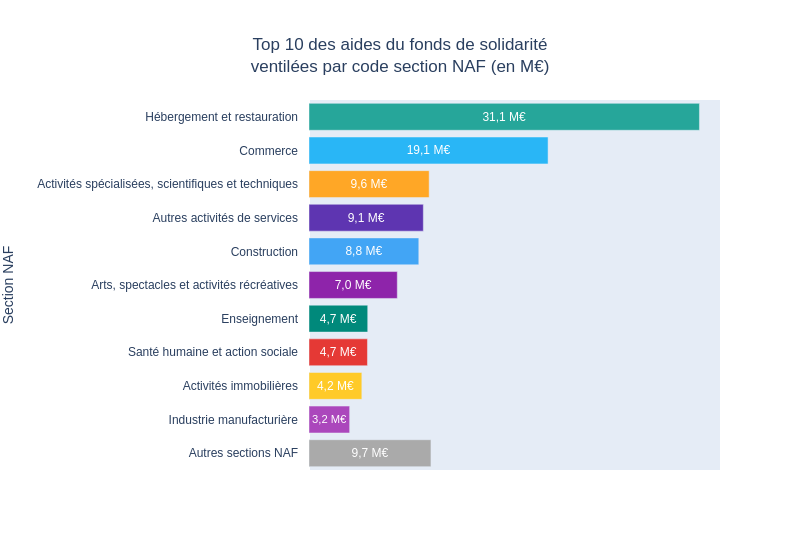 Top 10 des aides du fonds de solidarité
ventilées par code section NAF (en M€)
Section NAF
Hébergement et restauration 31,1 M€
Commerce 19,1 M€
Activités spécialisées, scientifiques et techniques 9,6 M€
Autres activités de services 9,1 M€
Construction 8,8 M€
Arts, spectacles et activités récréatives 7,0 M€
Enseignement 4,7 M€
Santé humaine et action sociale 4,7 M€
Activités immobilières 4,2 M€
Industrie manufacturière 3,2 M€
Autres sections NAF 9,7 M€